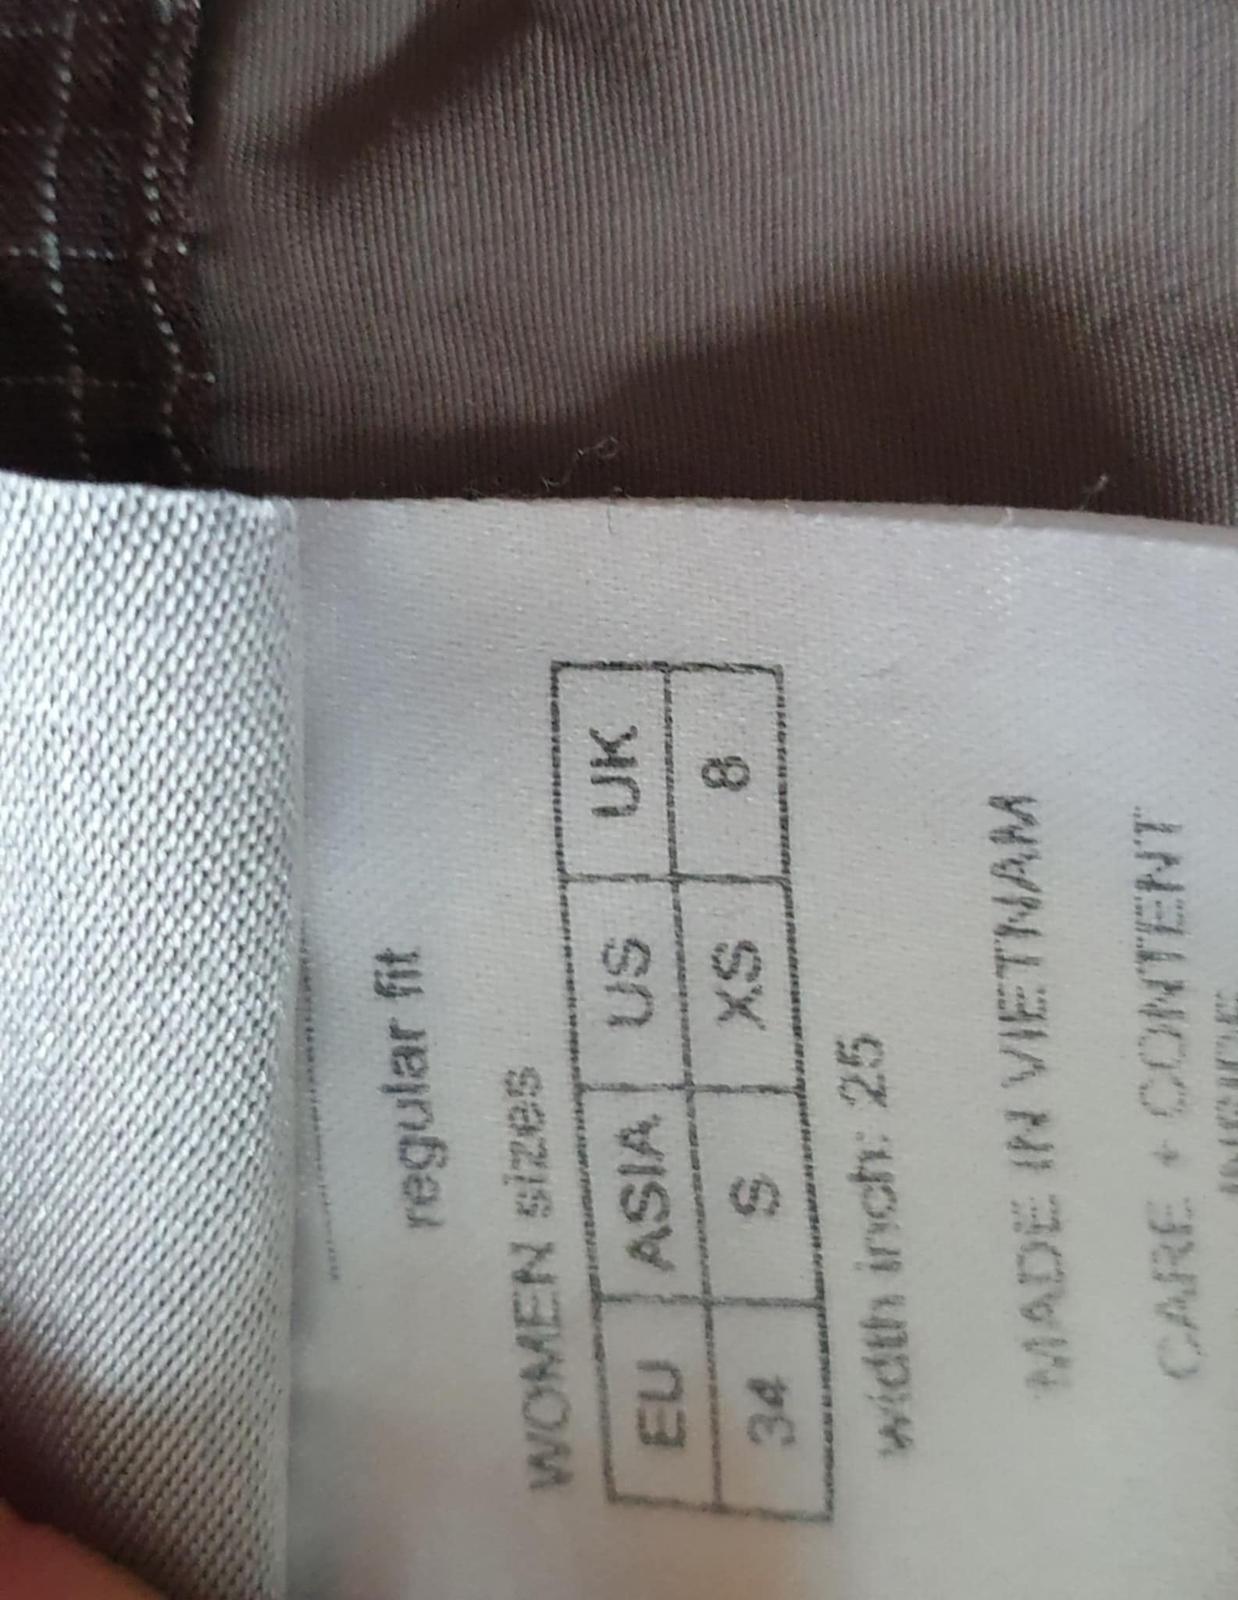 regular fit
WOMEN sizes
EU ASIA US UK
34 S XS 8
width inch: 25
MADE IN VIETNAM
CARE + CONTENT
INSIDE